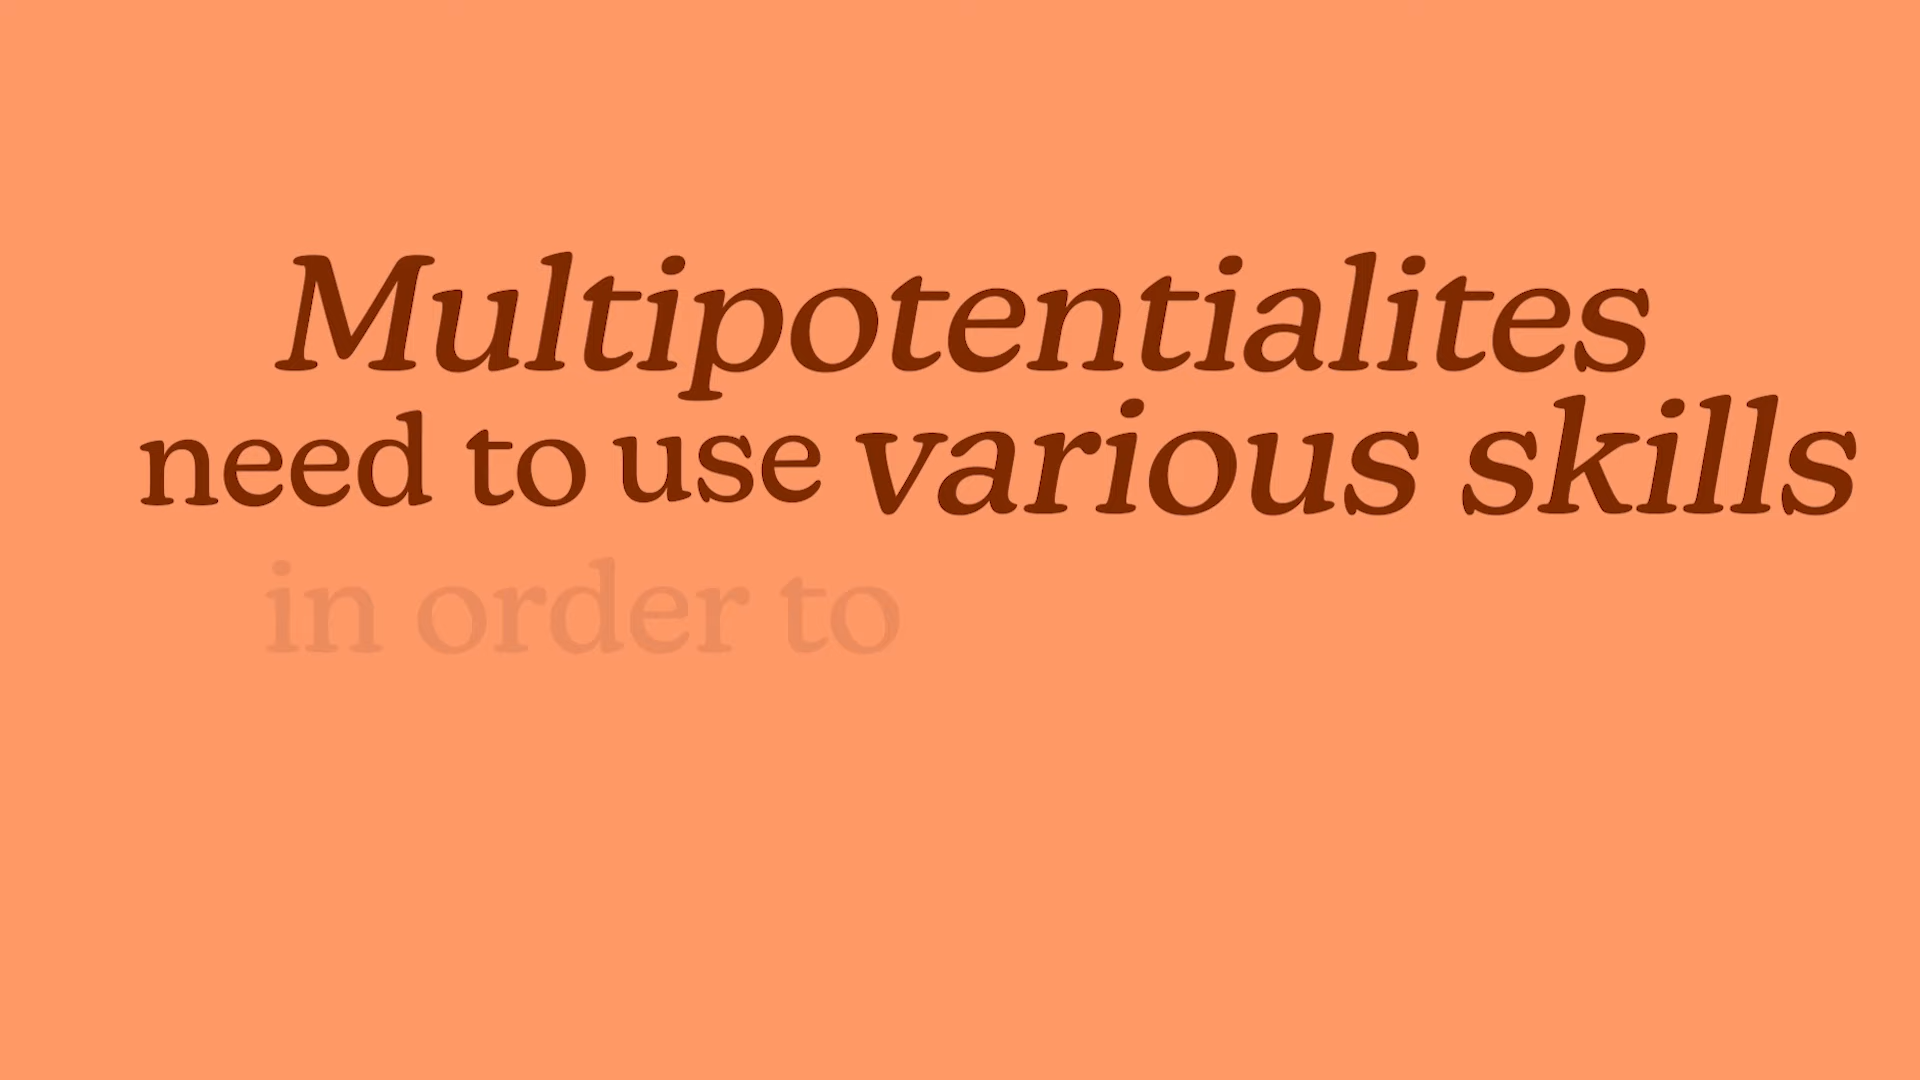 Multipotentialites
need to use various skills
in order to